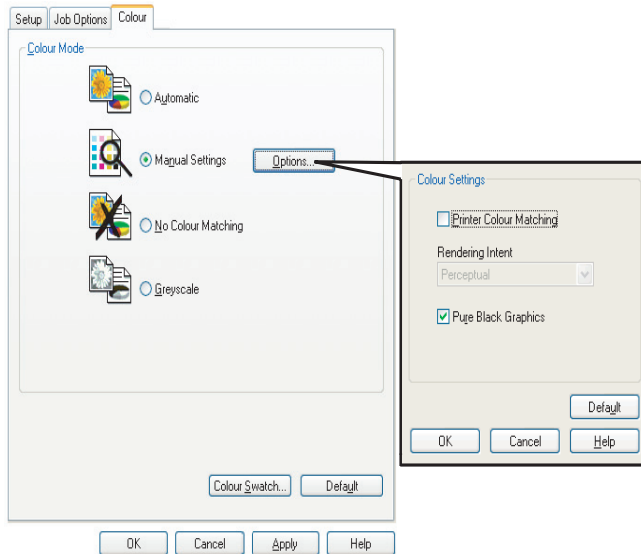 Setup Job Options Colour
Colour Mode
Automatic
Manual Settings Options...
No Colour Matching
Greyscale
Colour Swatch... Default
OK Cancel Apply Help
Colour Settings
Printer Colour Matching
Rendering Intent
Perceptual
Pure Black Graphics
Default
OK Cancel Help